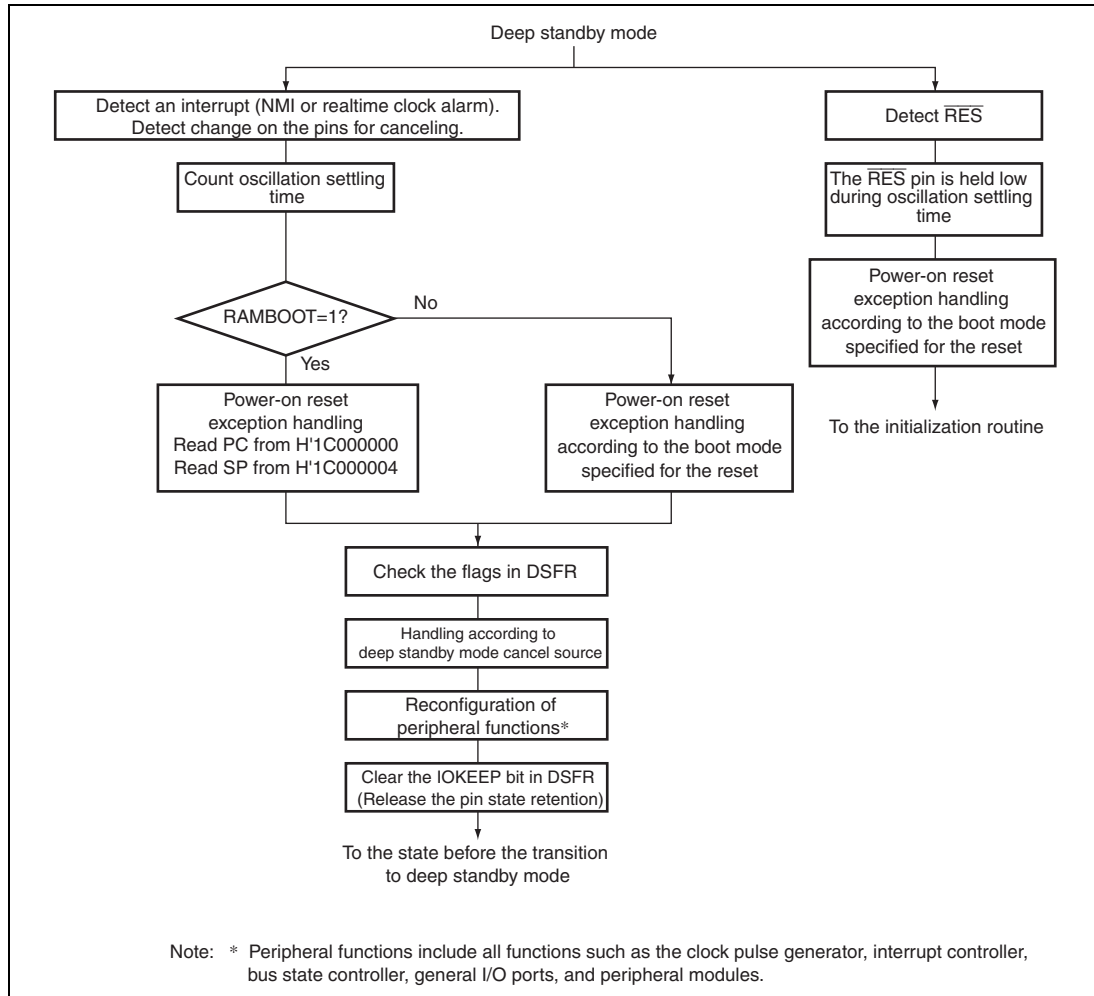 Deep standby mode
Detect an interrupt (NMI or realtime clock alarm).
Detect change on the pins for canceling.
Count oscillation settling
time
RAMBOOT=1?
No
Yes
Power-on reset
exception handling
Read PC from H'1C000000
Read SP from H'1C000004
Power-on reset
exception handling
according to the boot mode
specified for the reset
Detect R̅E̅S̅
The R̅E̅S̅ pin is held low
during oscillation settling
time
Power-on reset
exception handling
according to the boot mode
specified for the reset
To the initialization routine
Check the flags in DSFR
Handling according to
deep standby mode cancel source
Reconfiguration of
peripheral functions*
Clear the IOKEEP bit in DSFR
(Release the pin state retention)
To the state before the transition
to deep standby mode
Note: * Peripheral functions include all functions such as the clock pulse generator, interrupt controller,
bus state controller, general I/O ports, and peripheral modules.